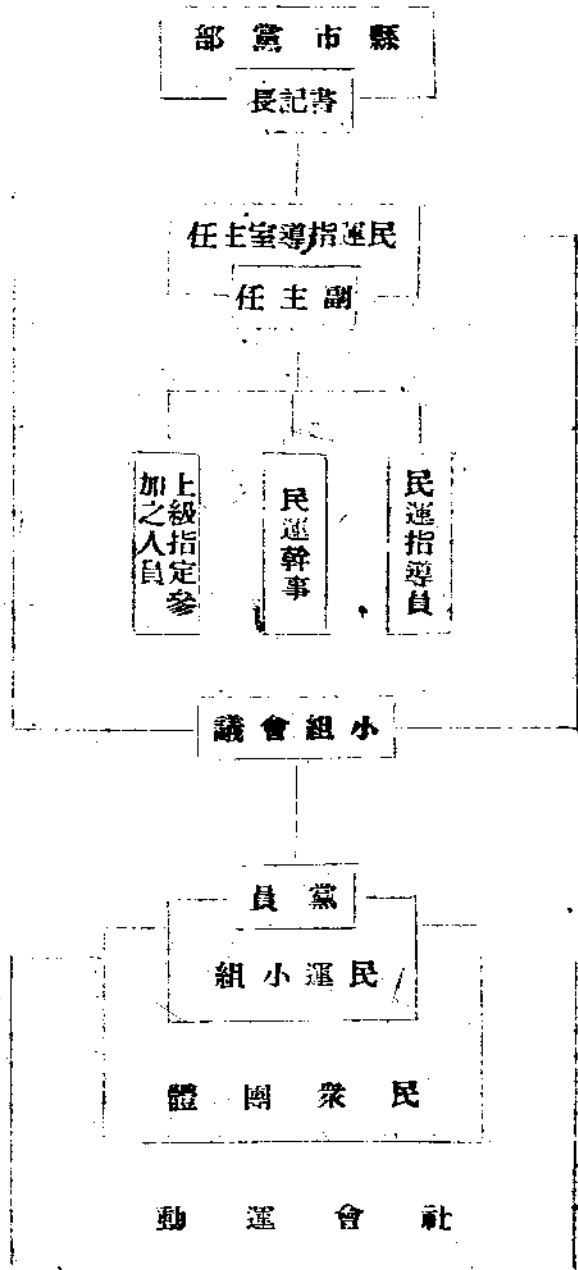 縣市黨部
書記長
民運指導室主任
副主任
民運指導員
民運幹事
上級指定參
加之人員
小組會議
黨員
民運小組
民衆團體
社會運動